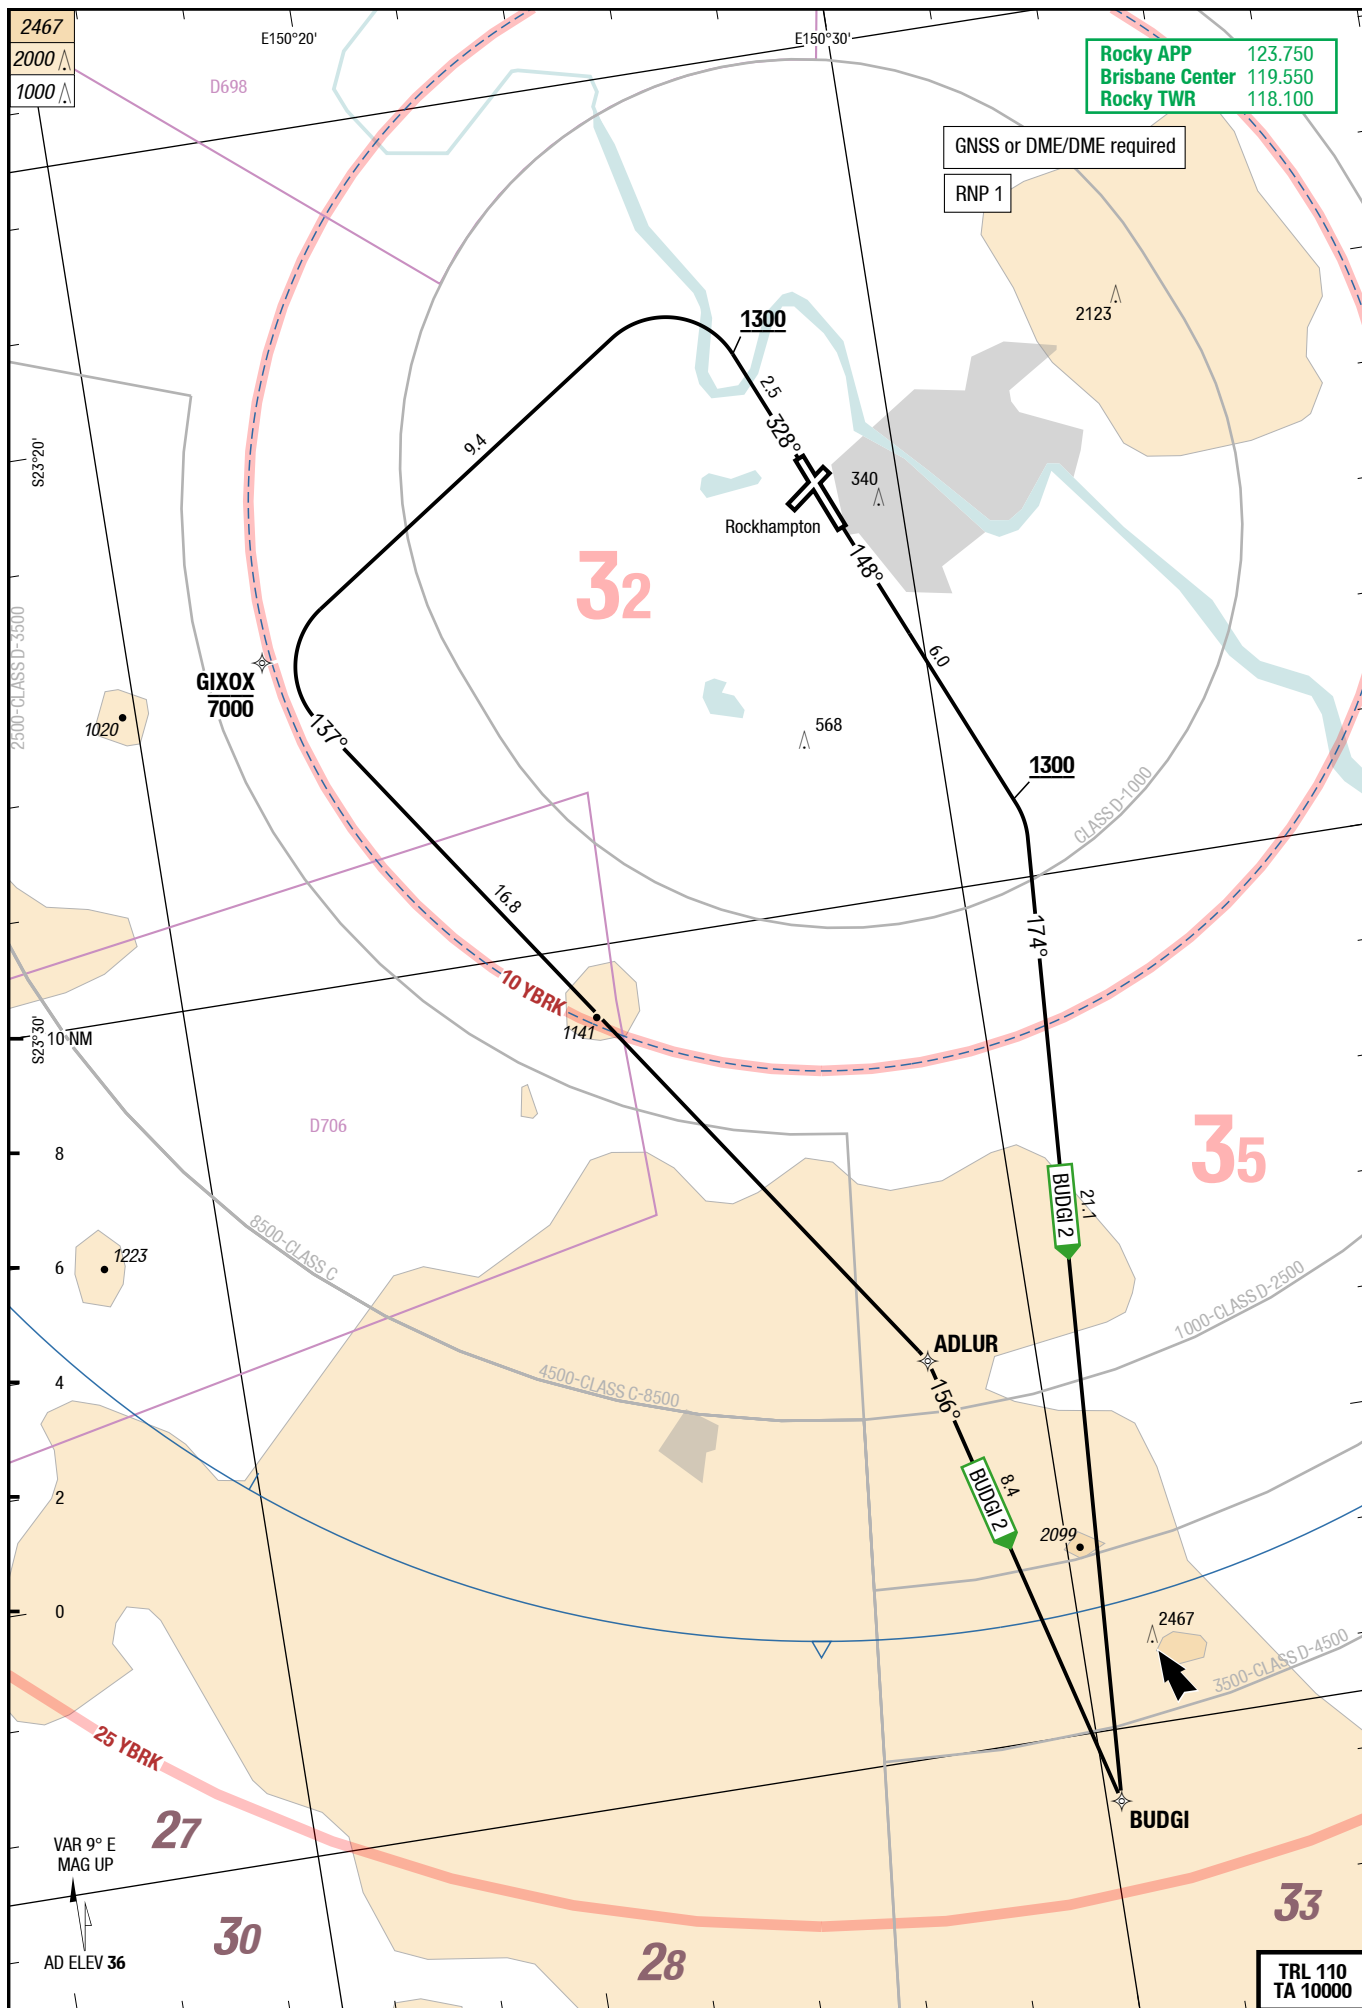 2467
2000
1000
E150°20'
E150°30'
Rocky APP 123.750
Brisbane Center 119.550
Rocky TWR 118.100
D698
GNSS or DME/DME required
RNP 1
2123
1300
2.5
328°
9.4
S23°20'
340
Rockhampton
148°
32
6.0
2500-CLASS D-3500
GIXOX
7000
1020
137°
568
1300
CLASS D-1000
16.8
174°
10 YBRK
1141
S23°30'
10 NM
D706
8
35
BUDGI 2
21.1
8500-CLASS C
1223
6
1000-CLASS D-2500
ADLUR
4
4500-CLASS C-8500
156°
BUDGI 2
8.4
2
2099
0
2467
3500-CLASS D-4500
25 YBRK
BUDGI
27
VAR 9° E
MAG UP
33
30
28
AD ELEV 36
TRL 110
TA 10000